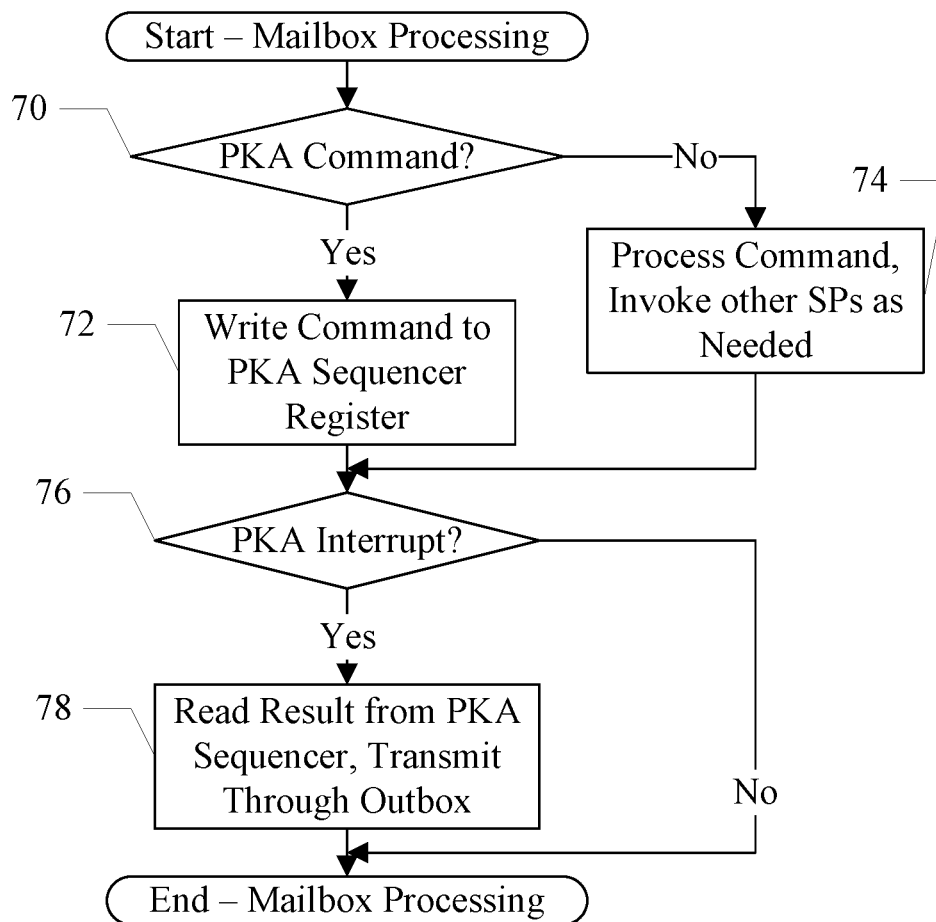 Start – Mailbox Processing
70
PKA Command?
No
74
Yes
Process Command,
Invoke other SPs as
Needed
72
Write Command to
PKA Sequencer
Register
76
PKA Interrupt?
Yes
78
Read Result from PKA
Sequencer, Transmit
Through Outbox
No
End – Mailbox Processing